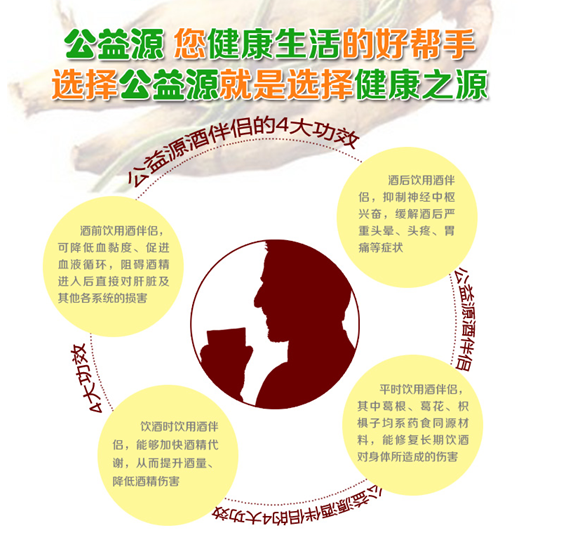 公益源 您健康生活的好帮手
选择公益源就是选择健康之源
公益源酒伴侣的4大功效
酒后饮用酒伴
侣，抑制神经中枢
兴奋，缓解酒后严
重头晕、头疼、胃
痛等症状
酒前饮用酒伴侣，
可降低血黏度、促进
血液循环，阻碍酒精
进入后直接对肝脏及
其他各系统的损害
公益源酒伴侣
4大功效
平时饮用酒伴侣，
其中葛根、葛花、枳
椇子均系药食同源材
料，能修复长期饮酒
对身体所造成的伤害
饮酒时饮用酒伴
侣，能够加快酒精代
谢，从而提升酒量、
降低酒精伤害
公益源酒伴侣的4大功效